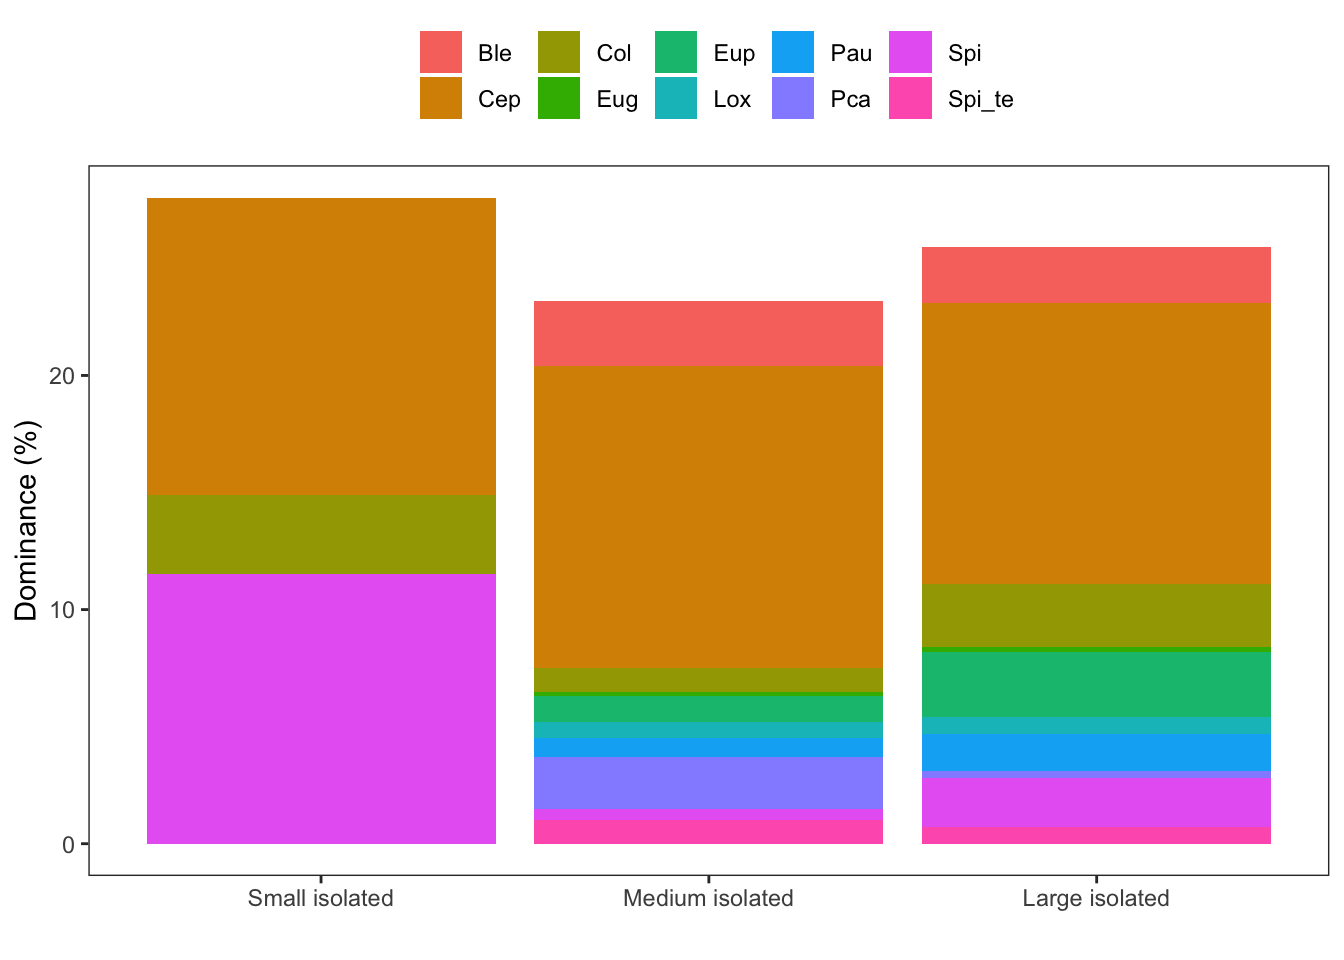 Ble Col Eup Pau Spi
Cep Eug Lox Pca Spi_te
Dominance (%)
20
10
0
Small isolated Medium isolated Large isolated